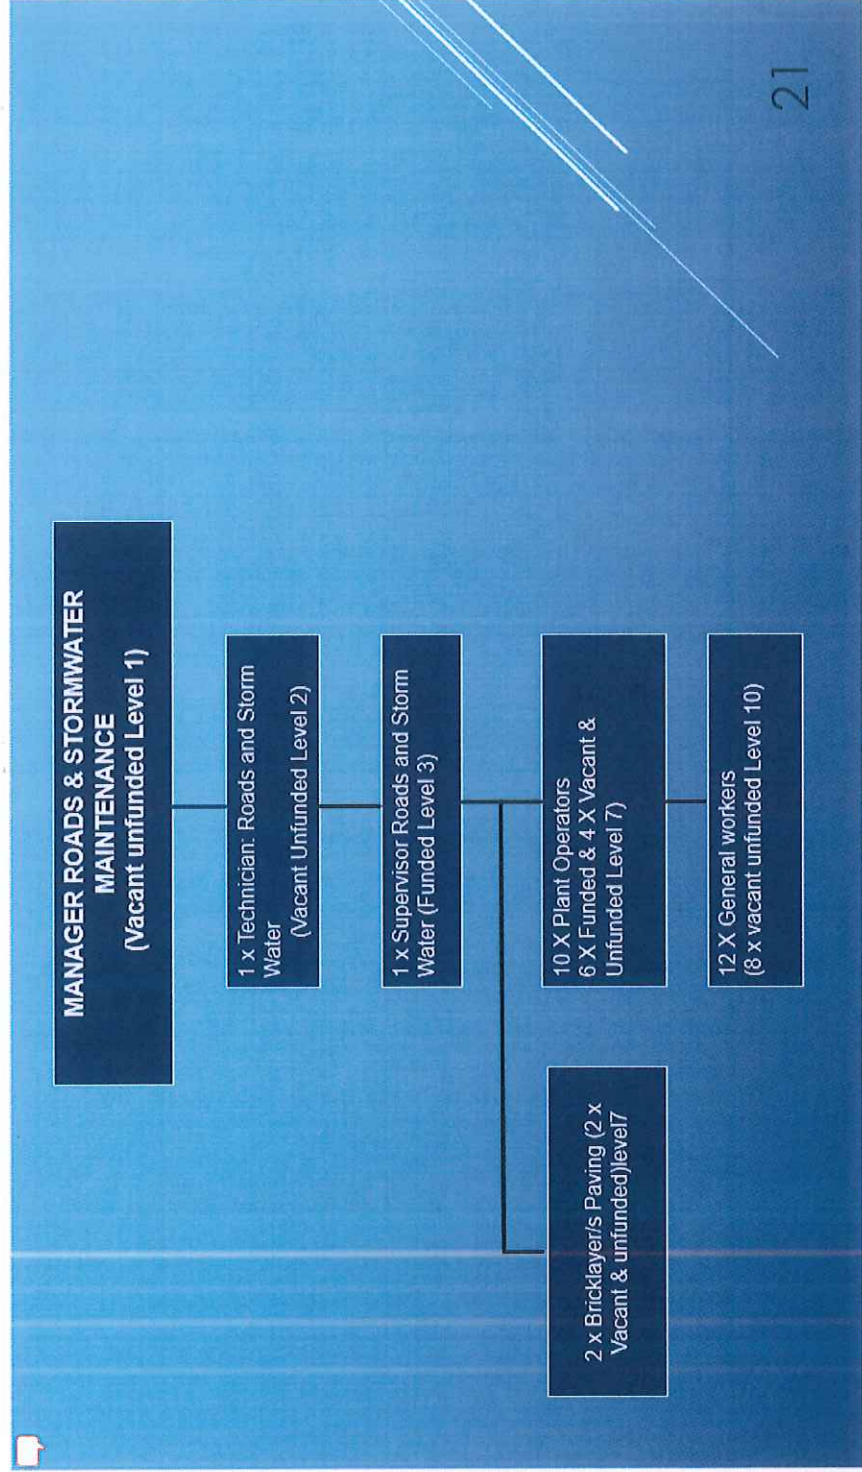 MANAGER ROADS & STORMWATER
MAINTENANCE
(Vacant unfunded Level 1)
1 x Technician: Roads and Storm
Water
(Vacant Unfunded Level 2)
1 x Supervisor Roads and Storm
Water (Funded Level 3)
2 x Bricklayer/s Paving (2 x
Vacant & unfunded)level7
10 X Plant Operators
6 X Funded & 4 X Vacant &
Unfunded Level 7)
12 X General workers
(8 x vacant unfunded Level 10)
21